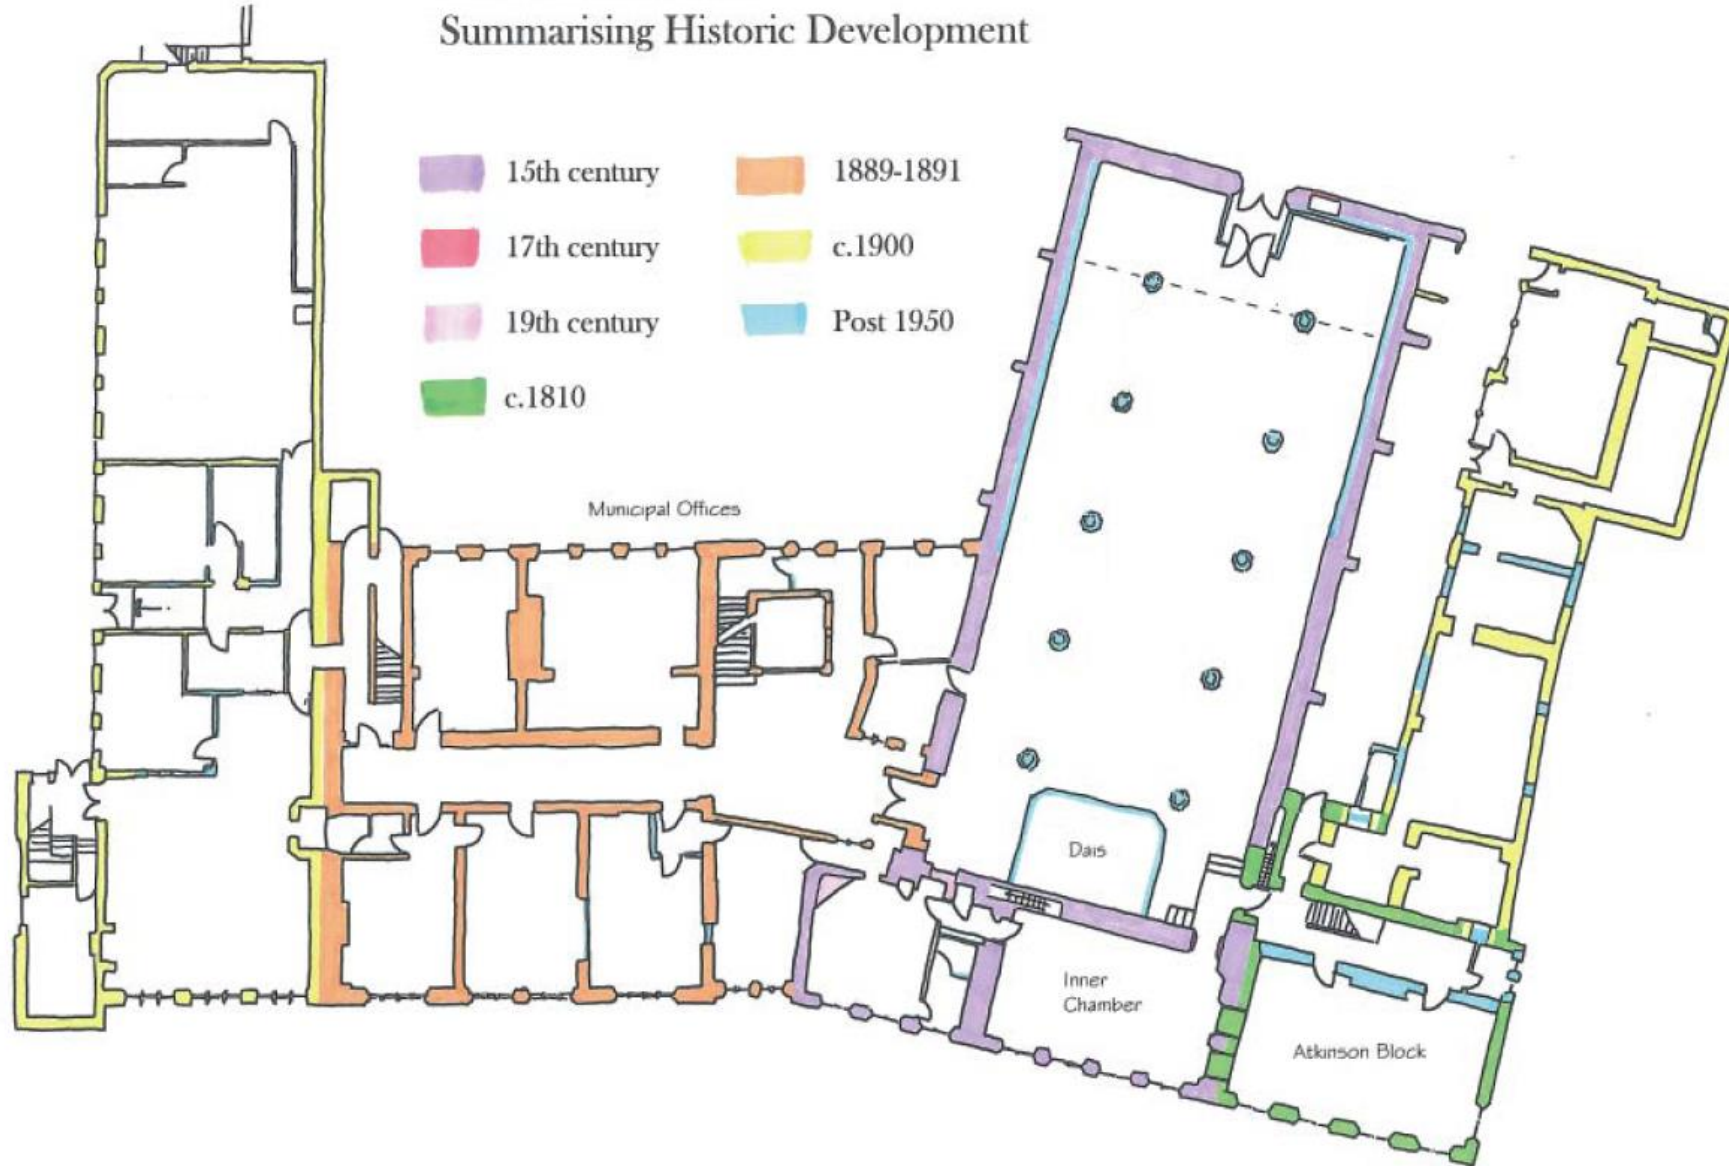 Summarising Historic Development
15th century
17th century
19th century
c.1810
1889-1891
c.1900
Post 1950
Municipal Offices
Dais
Inner
Chamber
Atkinson Block